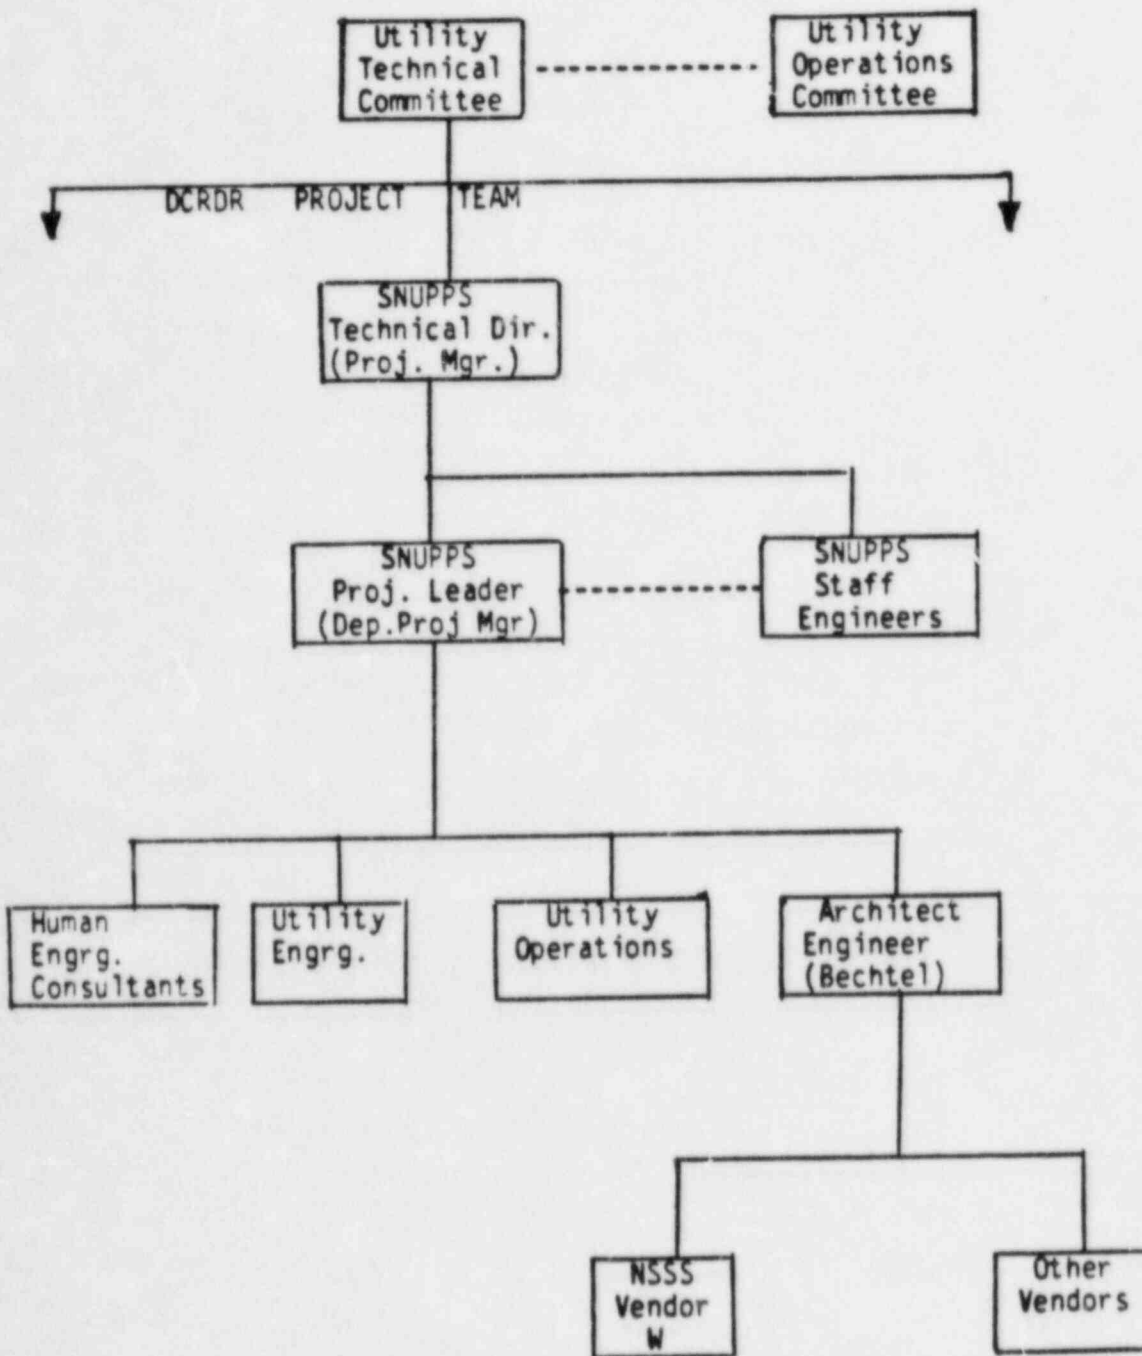 Utility
Technical
Committee
Utility
Operations
Committee
DCRDR PROJECT TEAM
SNUPPS
Technical Dir.
(Proj. Mgr.)
SNUPPS
Proj. Leader
(Dep.Proj Mgr)
SNUPPS
Staff
Engineers
Human
Engrg.
Consultants
Utility
Engrg.
Utility
Operations
Architect
Engineer
(Bechtel)
NSSS
Vendor
W
Other
Vendors